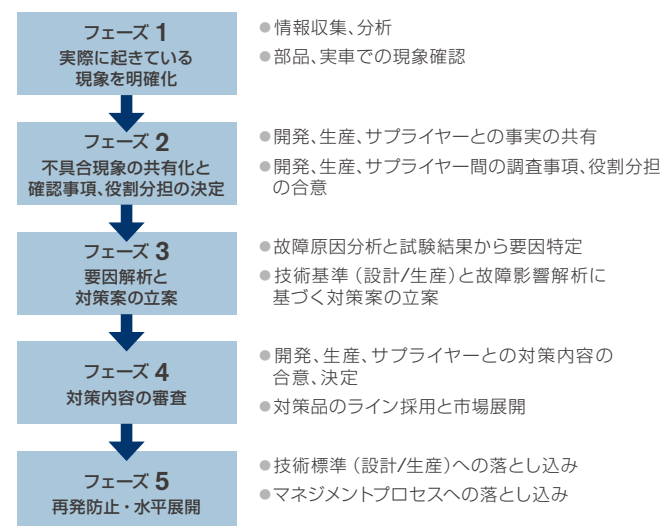 フェーズ 1
実際に起きている
現象を明確化
●情報収集、分析
●部品、実車での現象確認
フェーズ 2
不具合現象の共有化と
確認事項、役割分担の決定
●開発、生産、サプライヤーとの事実の共有
●開発、生産、サプライヤー間の調査事項、役割分担
の合意
フェーズ 3
要因解析と
対策案の立案
●故障原因分析と試験結果から要因特定
●技術基準（設計/生産）と故障影響解析に
基づく対策案の立案
フェーズ 4
対策内容の審査
●開発、生産、サプライヤーとの対策内容の
合意、決定
●対策品のライン採用と市場展開
フェーズ 5
再発防止・水平展開
●技術標準（設計/生産）への落とし込み
●マネジメントプロセスへの落とし込み